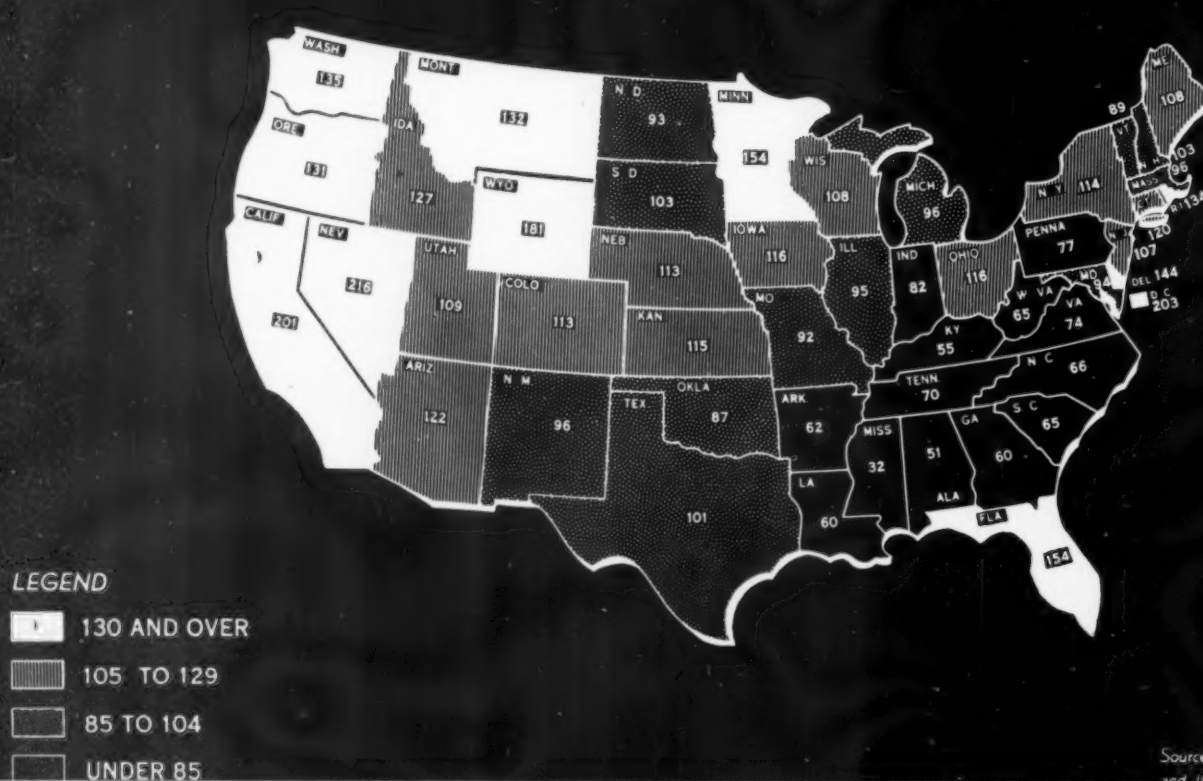 WASH
135
MONT
132
ORE
131
IDA
127
WYO
181
CALIF
201
NEV
216
UTAH
109
COLO
113
ARIZ
122
N M
96
N D
93
S D
103
NEB
113
KAN
115
OKLA
87
TEX
101
MINN
154
IOWA
116
MO
92
ARK
62
LA
60
WIS
108
ILL
95
MICH
96
IND
82
OHIO
116
KY
55
TENN
70
MISS
32
51
ALA
GA
60
FLA
154
S C
65
N C
66
VA
74
W VA
65
PENNA
77
N Y
114
ME
108
89
VT
N H
103
MASS
96
R I 134
120
107
MD
94
DEL 144
D C
203
LEGEND
130 AND OVER
105 TO 129
85 TO 104
UNDER 85